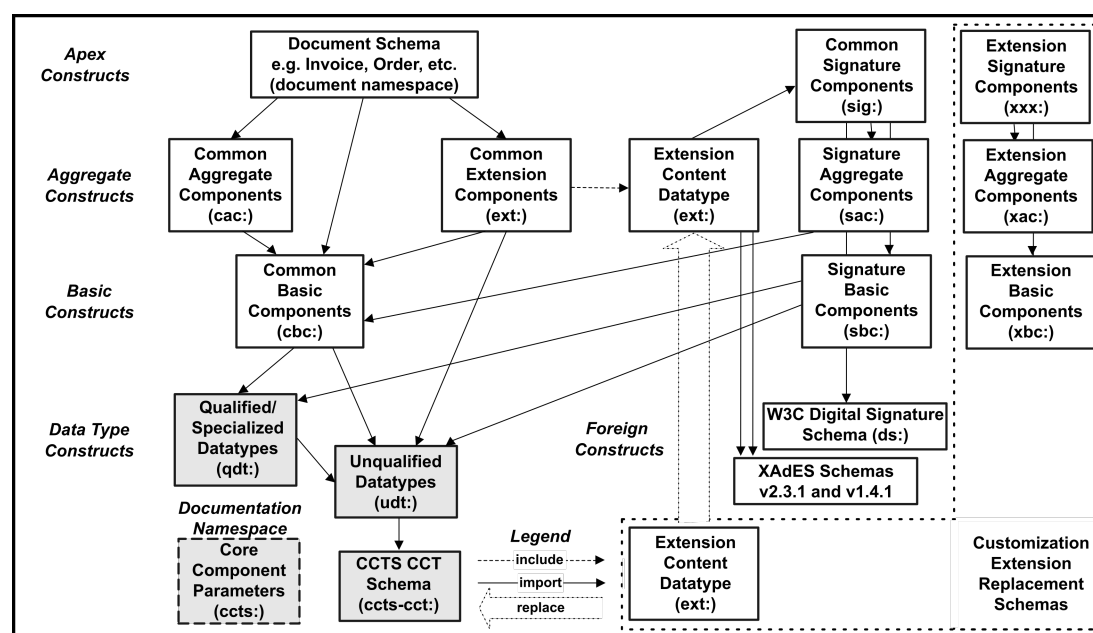 Apex
Constructs
Document Schema
e.g. Invoice, Order, etc.
(document namespace)
Common
Signature
Components
(sig:)
Extension
Signature
Components
(xxx:)
Aggregate
Constructs
Common
Aggregate
Components
(cac:)
Common
Extension
Components
(ext:)
Extension
Content
Datatype
(ext:)
Signature
Aggregate
Components
(sac:)
Extension
Aggregate
Components
(xac:)
Basic
Constructs
Common
Basic
Components
(cbc:)
Signature
Basic
Components
(sbc:)
Extension
Basic
Components
(xbc:)
Data Type
Constructs
Qualified/
Specialized
Datatypes
(qdt:)
Unqualified
Datatypes
(udt:)
Foreign
Constructs
W3C Digital Signature
Schema (ds:)
XAdES Schemas
v2.3.1 and v1.4.1
Documentation
Namespace
Core
Component
Parameters
(ccts:)
CCTS CCT
Schema
(ccts-cct:)
Legend
include
import
replace
Extension
Content
Datatype
(ext:)
Customization
Extension
Replacement
Schemas